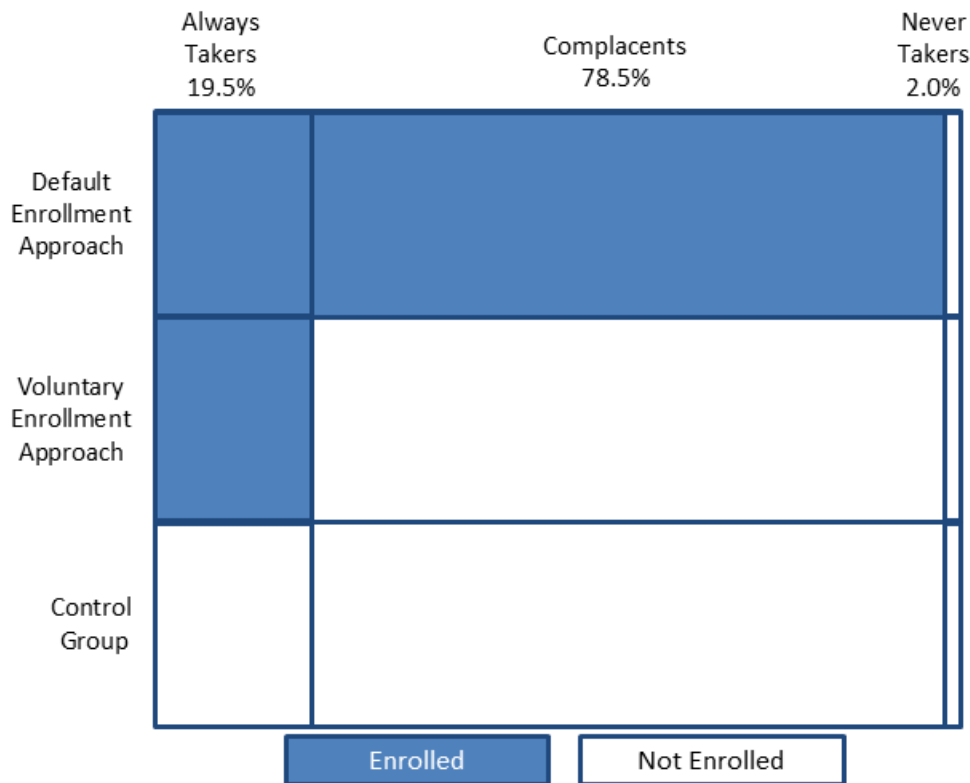 Always
Takers
19.5%
Complacents
78.5%
Never
Takers
2.0%
Default
Enrollment
Approach
Voluntary
Enrollment
Approach
Control
Group
Enrolled
Not Enrolled